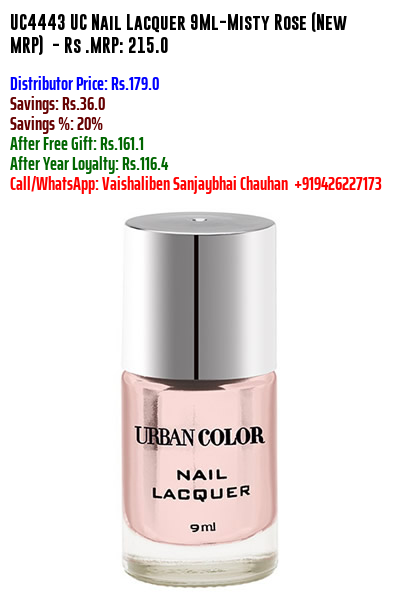 UC4443 UC Nail Lacquer 9Ml-Misty Rose (New
MRP) - Rs .MRP: 215.0
Distributor Price: Rs.179.0
Savings: Rs.36.0
Savings %: 20%
After Free Gift: Rs.161.1
After Year Loyalty: Rs.116.4
Call/WhatsApp: Vaishaliben Sanjaybhai Chauhan +919426227173
URBAN COLOR
NAIL
LACQUER
9ml